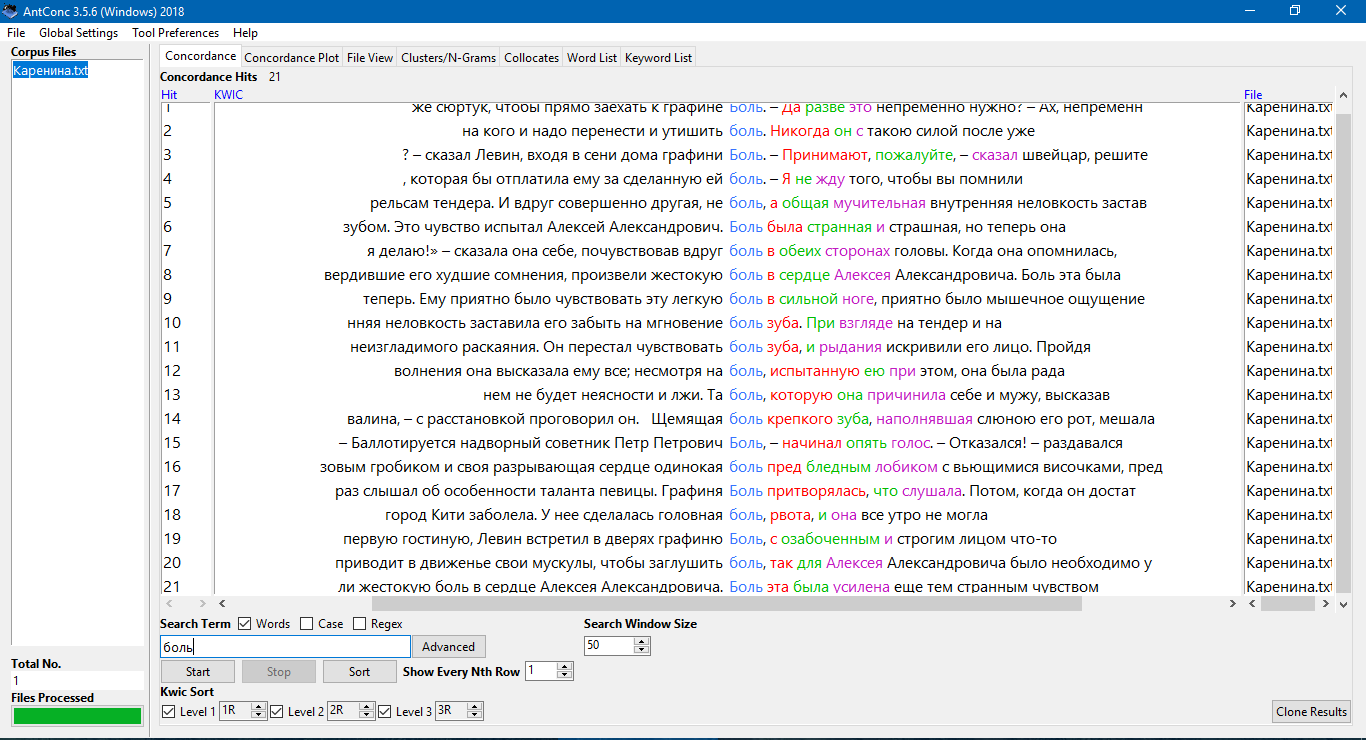 AntConc 3.5.6 (Windows) 2018
File Global Settings Tool Preferences Help
Corpus Files
Каренина.txt
Concordance Concordance Plot File View Clusters/N-Grams Collocates Word List Keyword List
Concordance Hits 21
Hit KWIC File
1 же сюртук, чтобы прямо заехать к графине Боль. – Да разве это непременно нужно? – Ах, непременн Каренина.txt
2 на кого и надо перенести и утишить боль. Никогда он с такою силой после уже Каренина.txt
3 ? – сказал Левин, входя в сени дома графини Боль. – Принимают, пожалуйте, – сказал швейцар, решите Каренина.txt
4 , которая бы отплатила ему за сделанную ей боль. – Я не жду того, чтобы вы помнили Каренина.txt
5 рельсам тендера. И вдруг совершенно другая, не боль, а общая мучительная внутренняя неловкость застав Каренина.txt
6 зубом. Это чувство испытал Алексей Александрович. Боль была странная и страшная, но теперь она Каренина.txt
7 я делаю!» – сказала она себе, почувствовав вдруг боль в обеих сторонах головы. Когда она опомнилась, Каренина.txt
8 вердившие его худшие сомнения, произвели жестокую боль в сердце Алексея Александровича. Боль эта была Каренина.txt
9 теперь. Ему приятно было чувствовать эту легкую боль в сильной ноге, приятно было мышечное ощущение Каренина.txt
10 нняя неловкость заставила его забыть на мгновение боль зуба. При взгляде на тендер и на Каренина.txt
11 неизгладимого раскаяния. Он перестал чувствовать боль зуба, и рыдания искривили его лицо. Пройдя Каренина.txt
12 волнения она высказала ему все; несмотря на боль, испытанную ею при этом, она была рада Каренина.txt
13 нем не будет неясности и лжи. Та боль, которую она причинила себе и мужу, высказав Каренина.txt
14 валина, – с расстановкой проговорил он. Щемящая боль крепкого зуба, наполнявшая слюною его рот, мешала Каренина.txt
15 – Баллотируется надворный советник Петр Петрович Боль, – начинал опять голос. – Отказался! – раздавался Каренина.txt
16 зовым гробиком и своя разрывающая сердце одинокая боль пред бледным лобиком с вьющимися височками, пред Каренина.txt
17 раз слышал об особенности таланта певицы. Графиня Боль притворялась, что слушала. Потом, когда он достат Каренина.txt
18 город Кити заболела. У нее сделалась головная боль, рвота, и она все утро не могла Каренина.txt
19 первую гостиную, Левин встретил в дверях графиню Боль, с озабоченным и строгим лицом что-то Каренина.txt
20 приводит в движенье свои мускулы, чтобы заглушить боль, так для Алексея Александровича было необходимо у Каренина.txt
21 ли жестокую боль в сердце Алексея Александровича. Боль эта была усилена еще тем странным чувством Каренина.txt
Search Term Words Case Regex Search Window Size
боль Advanced 50
Start Stop Sort Show Every Nth Row 1
Total No.
1
Files Processed
Kwic Sort
Level 1 1R Level 2 2R Level 3 3R Clone Results